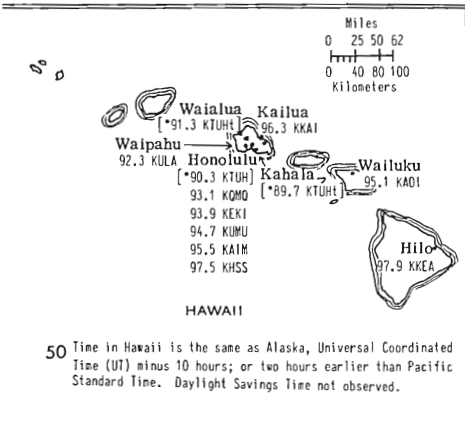 Miles
0 25 50 62
0 40 80 100
Kilometers
Waialua
[*91.3 KTUHt]
Kailua
96.3 KKAI
Waipahu
92.3 KULA
Honolulu
[*90.3 KTUH]
93.1 KQMQ
93.9 KEKI
94.7 KUMU
95.5 KAIM
97.5 KHSS
Kahala
[*89.7 KTUHt]
Wailuku
95.1 KAOI
Hilo
97.9 KKEA
HAWAII
50 Time in Hawaii is the same as Alaska, Universal Coordinated
Time (UT) minus 10 hours; or two hours earlier than Pacific
Standard Time. Daylight Savings Time not observed.